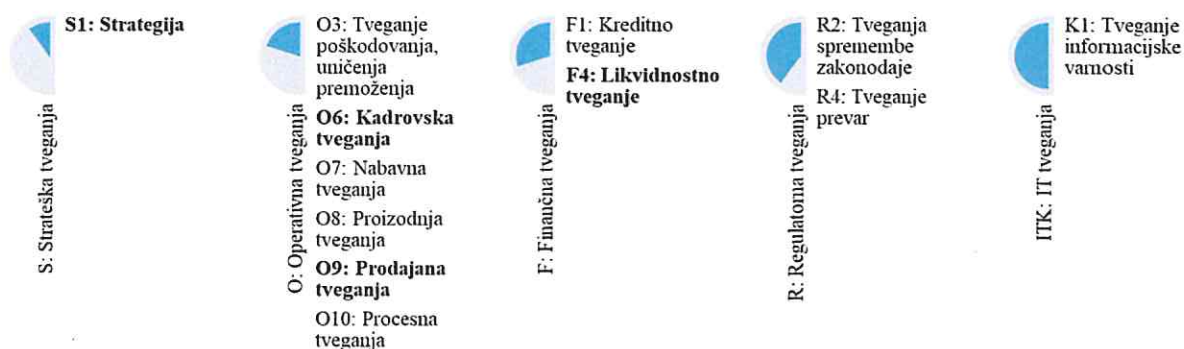 S1: Strategija
S: Strateška tveganja
O3: Tveganje
poškodovanja,
uničenja
premoženja
O6: Kadrovska
tveganja
O7: Nabavna
tveganja
O8: Proizodnja
tveganja
O9: Prodajana
tveganja
O10: Procesna
tveganja
O: Operativna tveganja
F1: Kreditno
tveganje
F4: Likvidnostno
tveganje
F: Finančna tveganja
R2: Tveganja
spremembe
zakonodaje
R4: Tveganje
prevar
R: Regulatorna tveganja
K1: Tveganje
informacijske
varnosti
ITK: IT tveganja